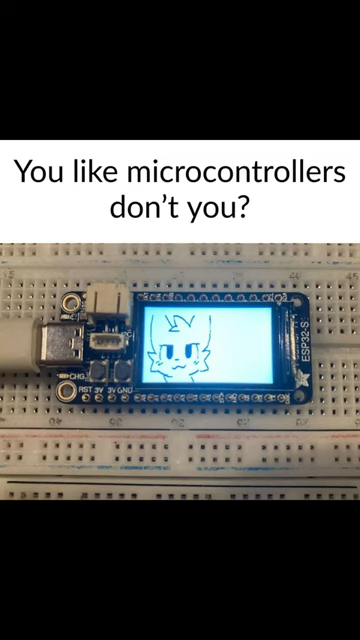 You like microcontrollers
don't you?
CHG
RST 3V 3V GND
ESP32-S